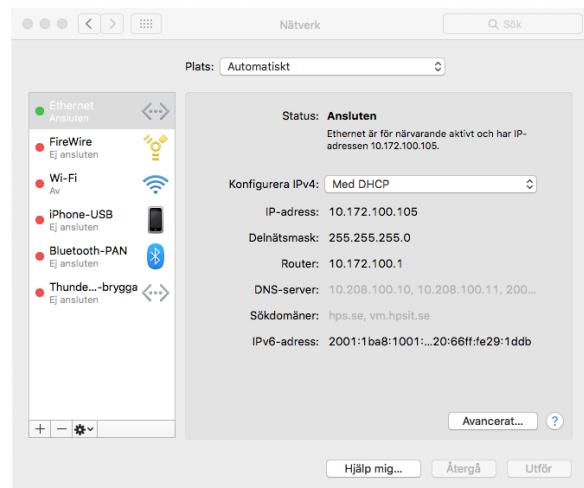 Nätverk
Sök
Plats: Automatiskt
Ethernet
Ansluten
FireWire
Ej ansluten
Wi-Fi
Av
iPhone-USB
Ej ansluten
Bluetooth-PAN
Ej ansluten
Thunde...-brygga
Ej ansluten
Status: Ansluten
Ethernet är för närvarande aktivt och har IP-
adressen 10.172.100.105.
Konfigurera IPv4: Med DHCP
IP-adress: 10.172.100.105
Delnätsmask: 255.255.255.0
Router: 10.172.100.1
DNS-server: 10.208.100.10, 10.208.100.11, 200...
Sökdomäner: hps.se, vm.hpsit.se
IPv6-adress: 2001:1ba8:1001:...20:66ff:fe29:1ddb
Avancerat... ?
Hjälp mig... Återgå Utför